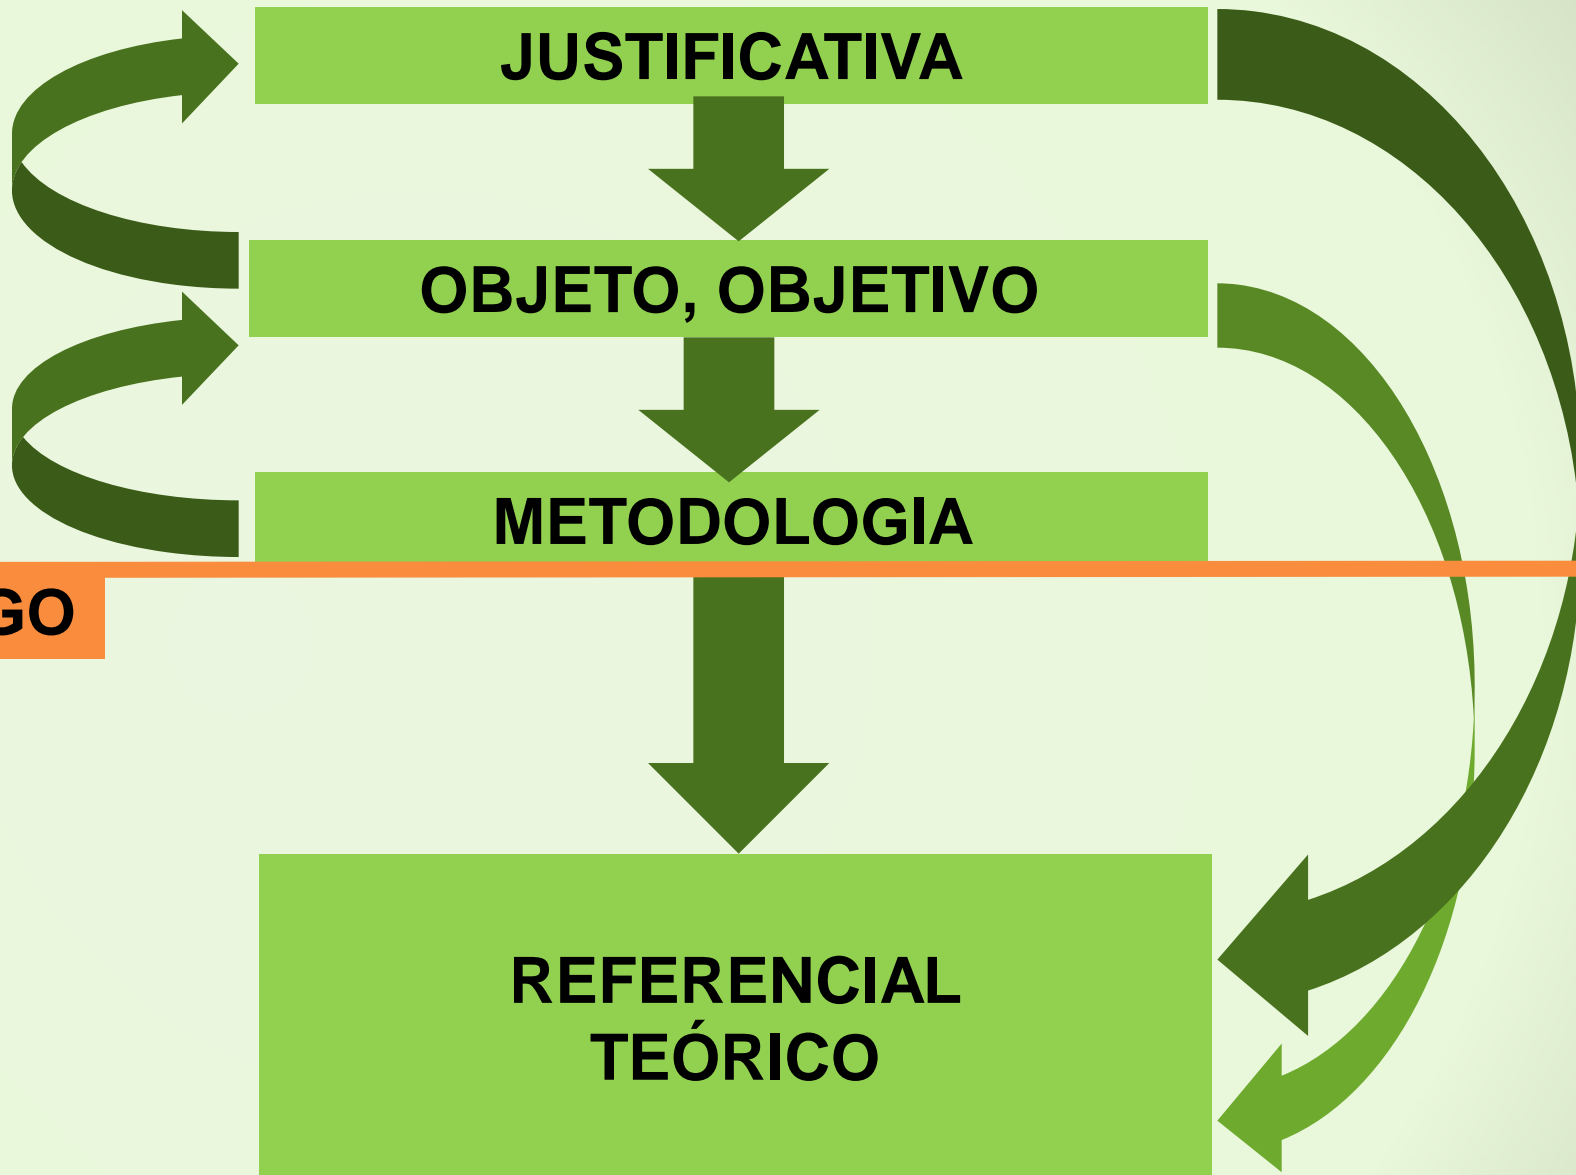 JUSTIFICATIVA
OBJETO, OBJETIVO
METODOLOGIA
GO
REFERENCIAL
TEÓRICO